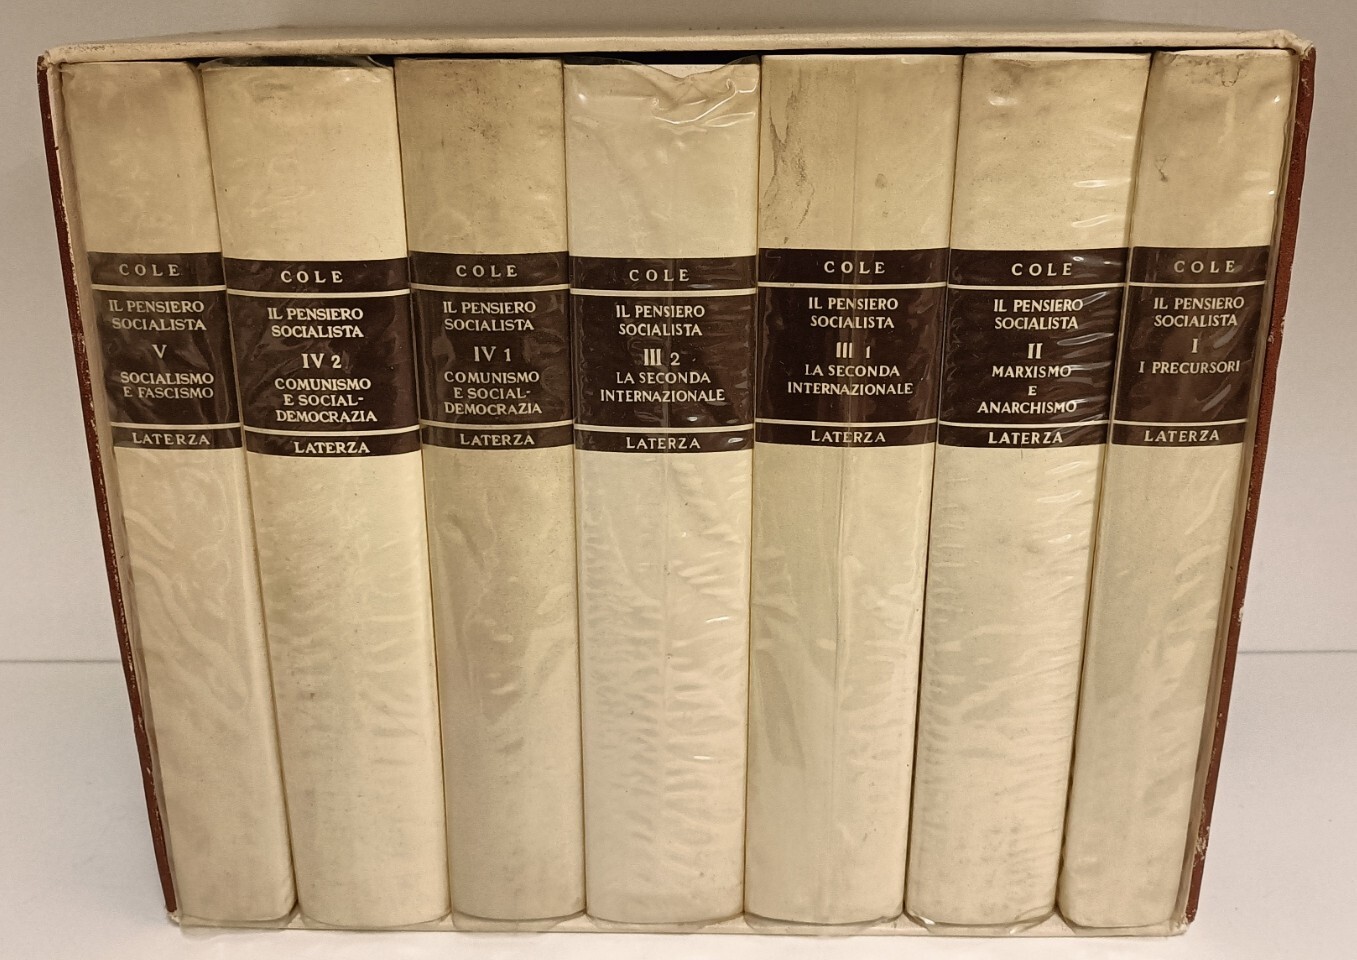 COLE
IL PENSIERO
SOCIALISTA
V
SOCIALISMO
E FASCISMO
LATERZA
COLE
IL PENSIERO
SOCIALISTA
IV 2
COMUNISMO
E SOCIAL-
DEMOCRAZIA
LATERZA
COLE
IL PENSIERO
SOCIALISTA
IV 1
COMUNISMO
E SOCIAL-
DEMOCRAZIA
LATERZA
COLE
IL PENSIERO
SOCIALISTA
III 2
LA SECONDA
INTERNAZIONALE
LATERZA
COLE
IL PENSIERO
SOCIALISTA
III 1
LA SECONDA
INTERNAZIONALE
LATERZA
COLE
IL PENSIERO
SOCIALISTA
II
MARXISMO
E
ANARCHISMO
LATERZA
COLE
IL PENSIERO
SOCIALISTA
I
I PRECURSORI
LATERZA